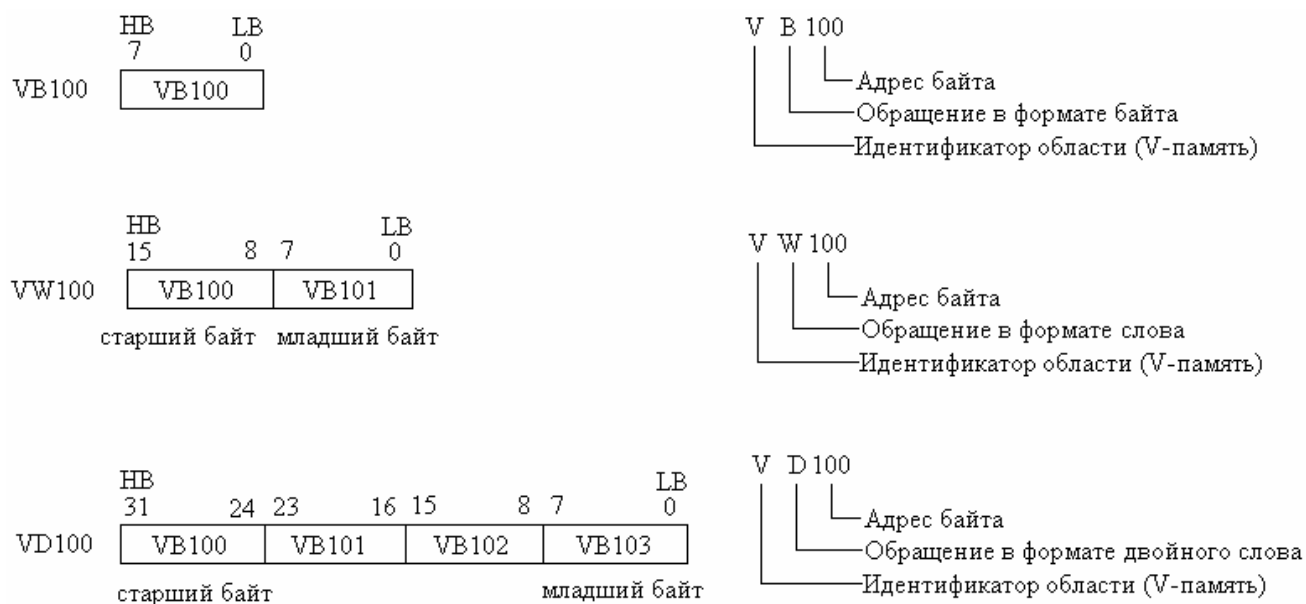 HB LB
7 0
VB100 VB100
V B 100
Адрес байта
Обращение в формате байта
Идентификатор области (V-память)
HB LB
15 8 7 0
VW100 VB100 VB101
старший байт младший байт
V W 100
Адрес байта
Обращение в формате слова
Идентификатор области (V-память)
HB LB
31 24 23 16 15 8 7 0
VD100 VB100 VB101 VB102 VB103
старший байт младший байт
V D 100
Адрес байта
Обращение в формате двойного слова
Идентификатор области (V-память)